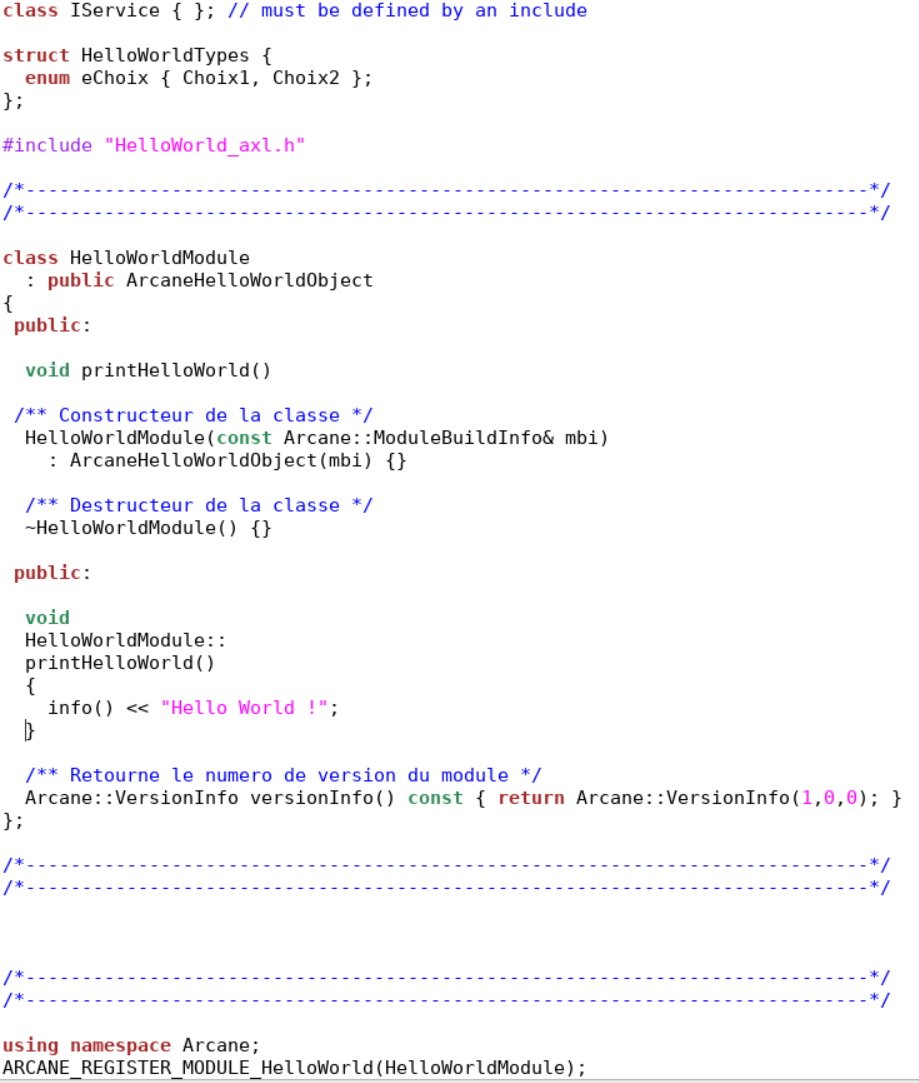 class IService { }; // must be defined by an include
struct HelloWorldTypes {
  enum eChoix { Choix1, Choix2 };
};
#include "HelloWorld_axl.h"
/*---------------------------------------------------------------------------*/
/*---------------------------------------------------------------------------*/
class HelloWorldModule
  : public ArcaneHelloWorldObject
{
 public:
  void printHelloWorld()
 /** Constructeur de la classe */
  HelloWorldModule(const Arcane::ModuleBuildInfo& mbi)
    : ArcaneHelloWorldObject(mbi) {}
  /** Destructeur de la classe */
  ~HelloWorldModule() {}
 public:
  void
  HelloWorldModule::
  printHelloWorld()
  {
    info() << "Hello World !";
  }
  /** Retourne le numero de version du module */
  Arcane::VersionInfo versionInfo() const { return Arcane::VersionInfo(1,0,0); }
};
/*---------------------------------------------------------------------------*/
/*---------------------------------------------------------------------------*/
/*---------------------------------------------------------------------------*/
/*---------------------------------------------------------------------------*/
using namespace Arcane;
ARCANE_REGISTER_MODULE_HelloWorld(HelloWorldModule);